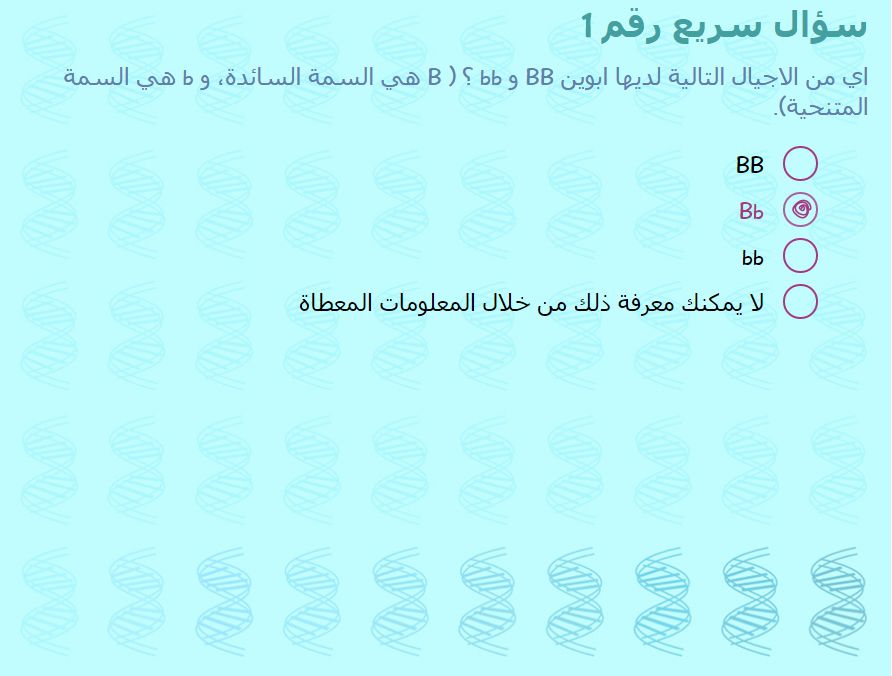 سؤال سريع رقم 1
اي من الاجيال التالية لديها ابوين BB و bb ؟ ( B هي السمة السائدة، و b هي السمة
المتنحية).
BB
Bb
bb
لا يمكنك معرفة ذلك من خلال المعلومات المعطاة